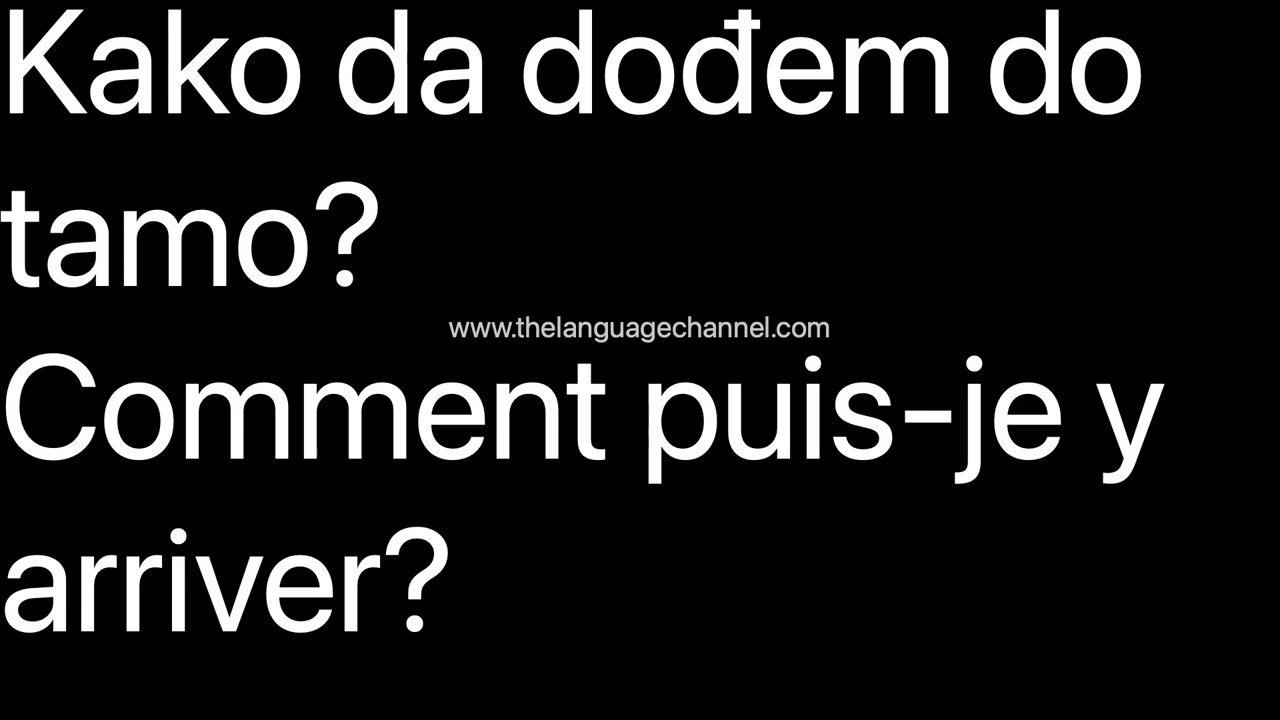 Kako da dođem do
tamo?
www.thelanguagechannel.com
Comment puis-je y
arriver?